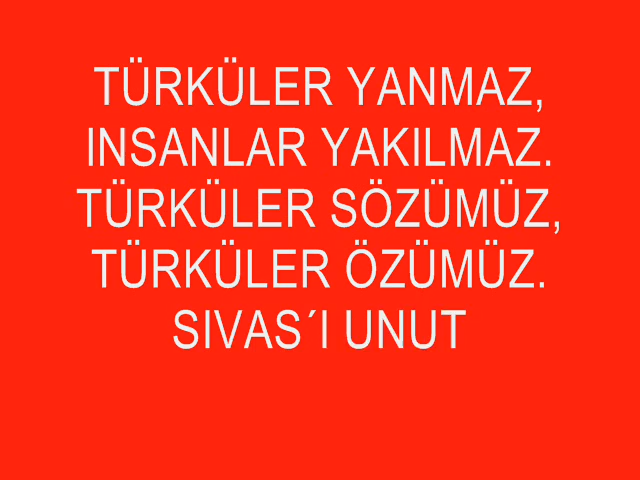 TÜRKÜLER YANMAZ,
INSANLAR YAKILMAZ.
TÜRKÜLER SÖZÜMÜZ,
TÜRKÜLER ÖZÜMÜZ.
SIVAS´I UNUT